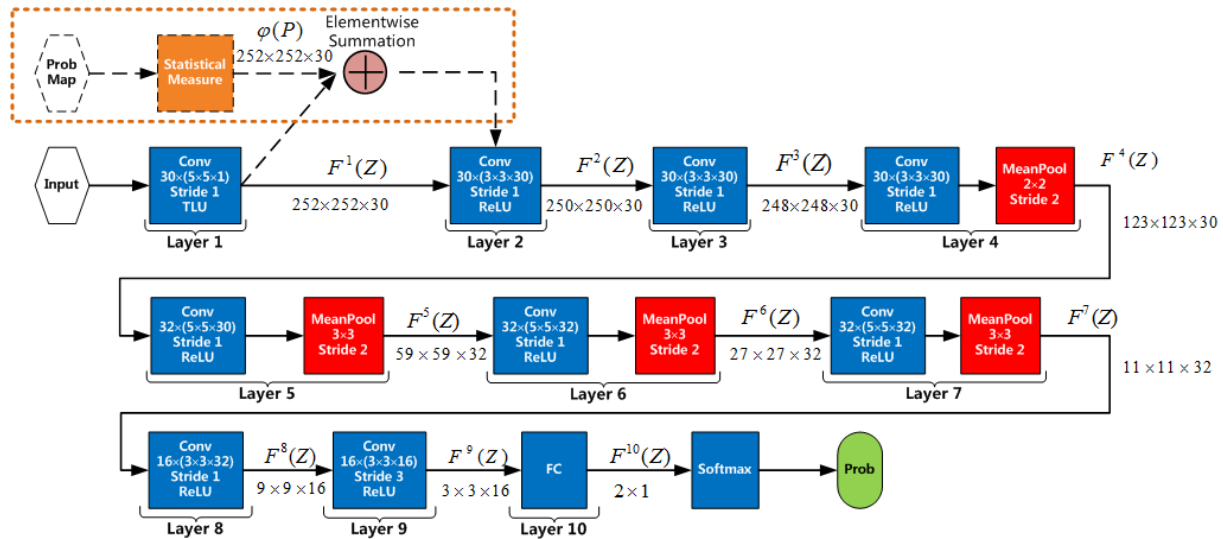 φ(P)
252×252×30
Elementwise
Summation
Prob
Map
Statistical
Measure
Input
Conv
30×(5×5×1)
Stride 1
TLU
Layer 1
F¹(Z)
252×252×30
Conv
30×(3×3×30)
Stride 1
ReLU
Layer 2
F²(Z)
250×250×30
Conv
30×(3×3×30)
Stride 1
ReLU
Layer 3
F³(Z)
248×248×30
Conv
30×(3×3×30)
Stride 1
ReLU
MeanPool
2×2
Stride 2
Layer 4
F⁴(Z)
123×123×30
Conv
32×(5×5×30)
Stride 1
ReLU
MeanPool
3×3
Stride 2
Layer 5
F⁵(Z)
59×59×32
Conv
32×(5×5×32)
Stride 1
ReLU
MeanPool
3×3
Stride 2
Layer 6
F⁶(Z)
27×27×32
Conv
32×(5×5×32)
Stride 1
ReLU
MeanPool
3×3
Stride 2
Layer 7
F⁷(Z)
11×11×32
Conv
16×(3×3×32)
Stride 1
ReLU
Layer 8
F⁸(Z)
9×9×16
Conv
16×(3×3×16)
Stride 3
ReLU
Layer 9
F⁹(Z)
3×3×16
FC
Layer 10
F¹⁰(Z)
2×1
Softmax
Prob